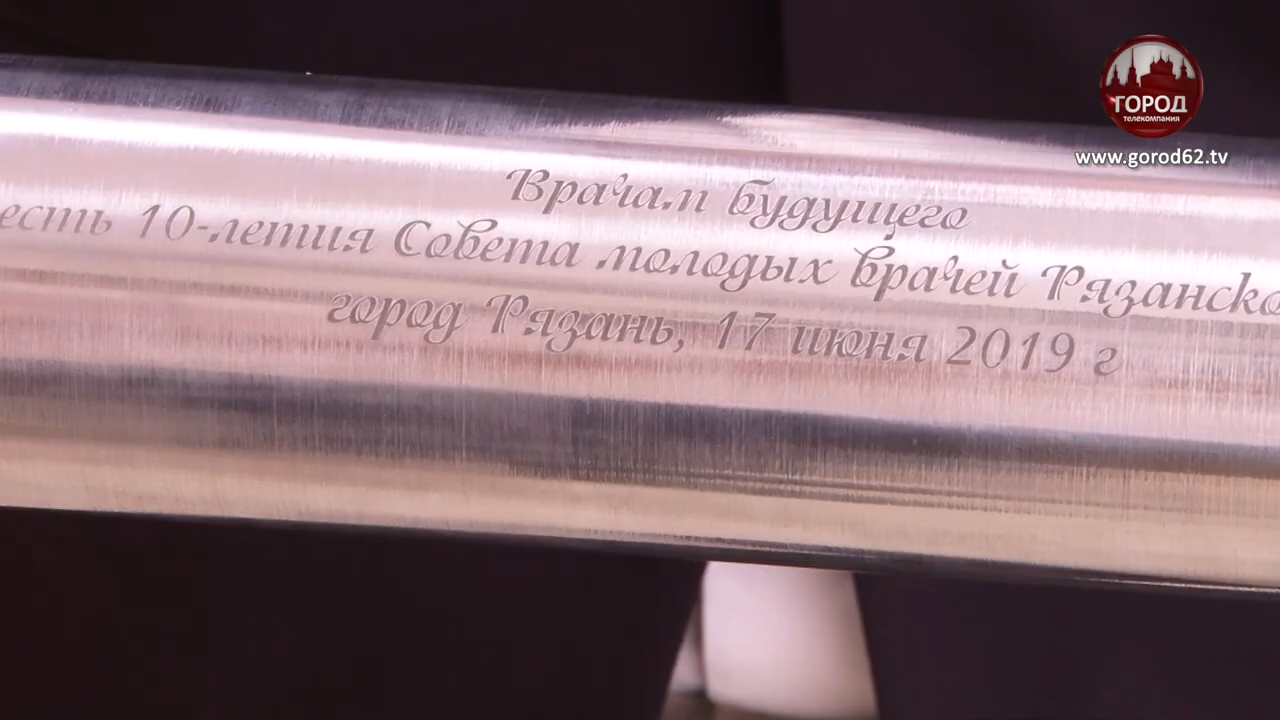 ГОРОД
телекомпания
www.gorod62.tv
Врачам будущего
есть 10-летия Совета молодых врачей Рязанско
город Рязань, 17 июня 2019 г